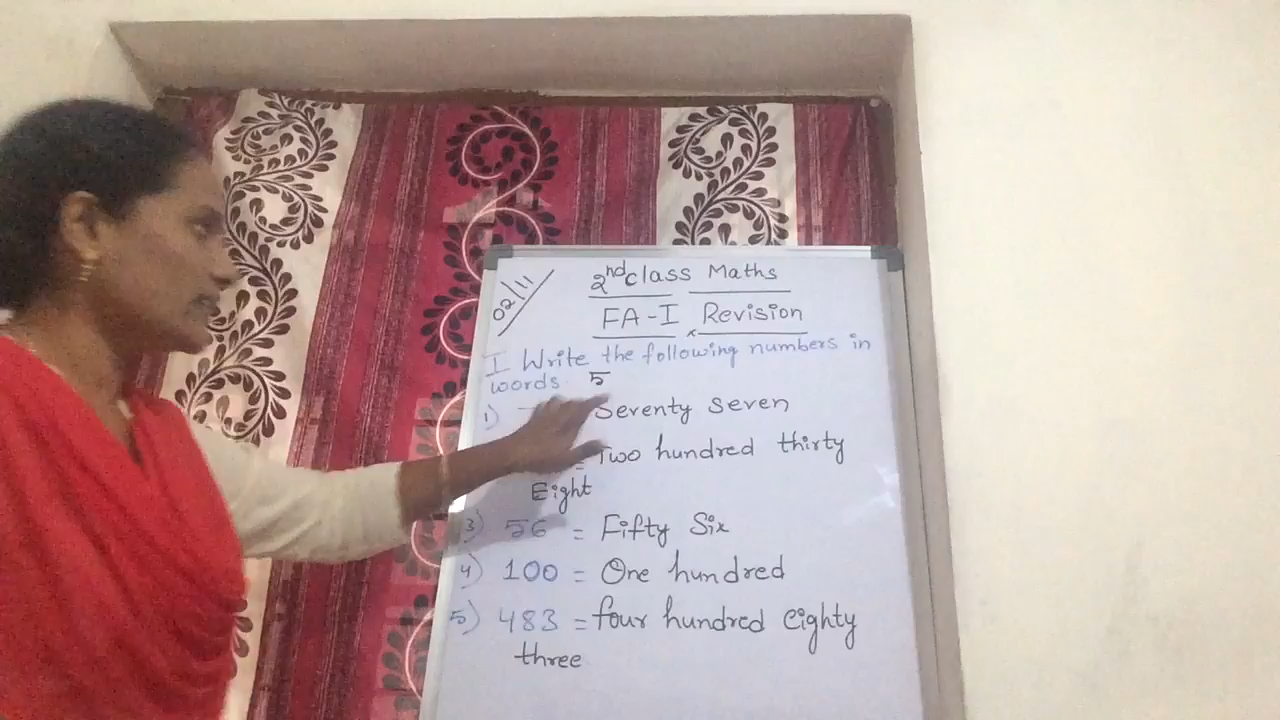 02/11
2nd class Maths
FA-I Revision
I Write the following numbers in
words. 5
1) Seventy Seven
= Two hundred thirty
Eight
3) 56 = Fifty Six
4) 100 = One hundred
5) 483 = four hundred Eighty
three